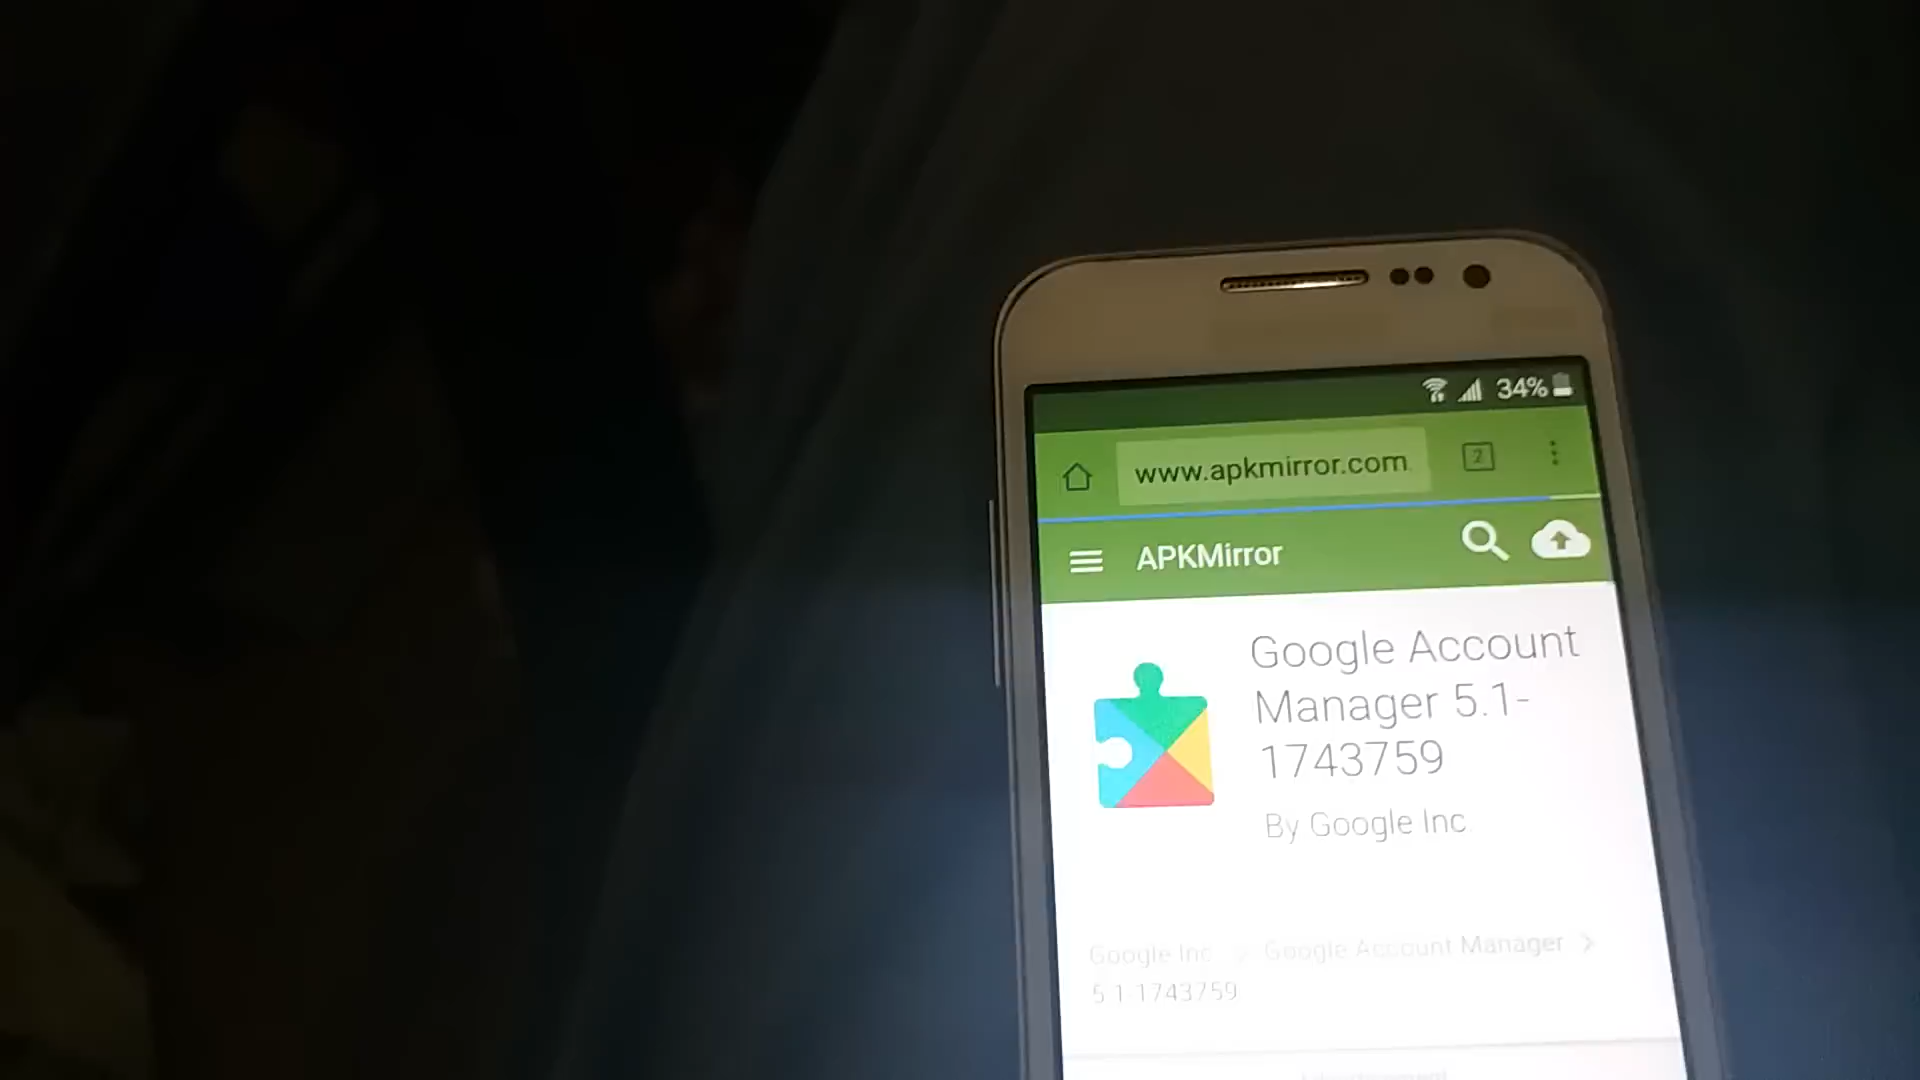 34%
www.apkmirror.com
2
APKMirror
Google Account
Manager 5.1-
1743759
By Google Inc
Google Inc > Google Account Manager >
5.1-1743759